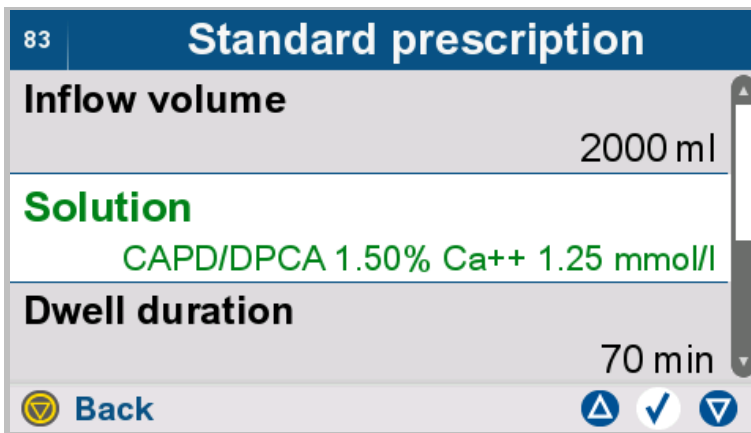 83 Standard prescription
Inflow volume
2000 ml
Solution
CAPD/DPCA 1.50% Ca++ 1.25 mmol/l
Dwell duration
70 min
Back